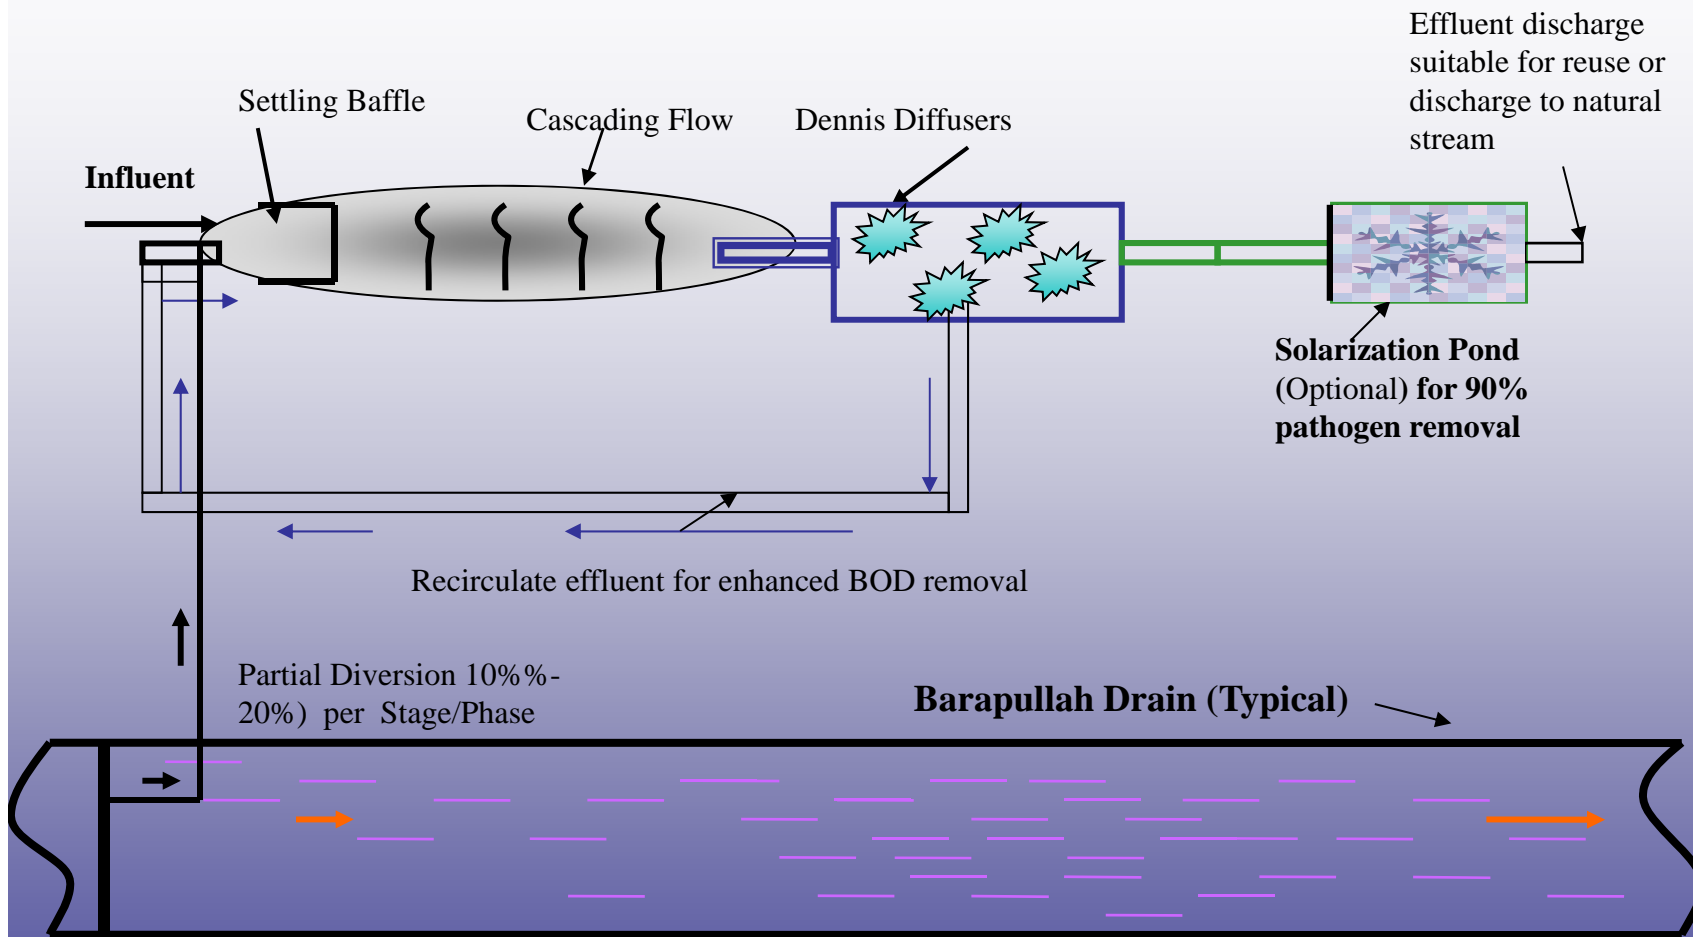 Effluent discharge
suitable for reuse or
discharge to natural
stream
Settling Baffle
Cascading Flow
Dennis Diffusers
Influent
Solarization Pond
(Optional) for 90%
pathogen removal
Recirculate effluent for enhanced BOD removal
Partial Diversion 10%%-
20%) per Stage/Phase
Barapullah Drain (Typical)